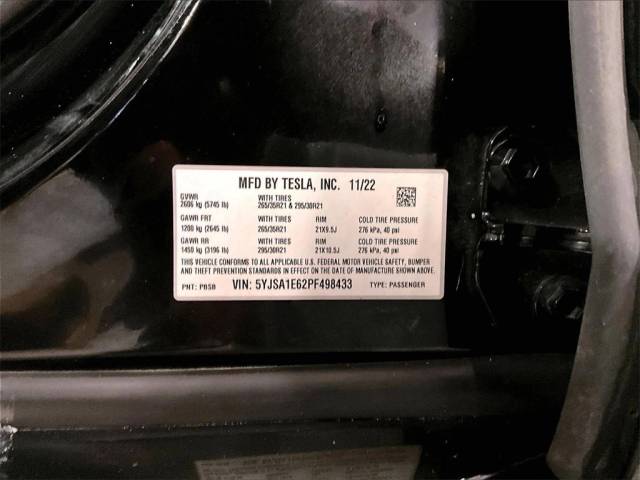 MFD BY TESLA, INC. 11/22
GVWR WITH TIRES
2606 kg (5745 lb) 265/35R21 & 295/30R21
GAWR FRT WITH TIRES RIM COLD TIRE PRESSURE
1200 kg (2645 lb) 265/35R21 21X9.5J 276 kPa, 40 psi
GAWR RR WITH TIRES RIM COLD TIRE PRESSURE
1450 kg (3196 lb) 295/30R21 21X10.5J 276 kPa, 40 psi
THIS VEHICLE CONFORMS TO ALL APPLICABLE U.S. FEDERAL MOTOR VEHICLE SAFETY, BUMPER
AND THEFT PREVENTION STANDARDS IN EFFECT ON THE DATE OF MANUFACTURE SHOWN ABOVE.
PNT: PBSB VIN: 5YJSA1E62PF498433 TYPE: PASSENGER